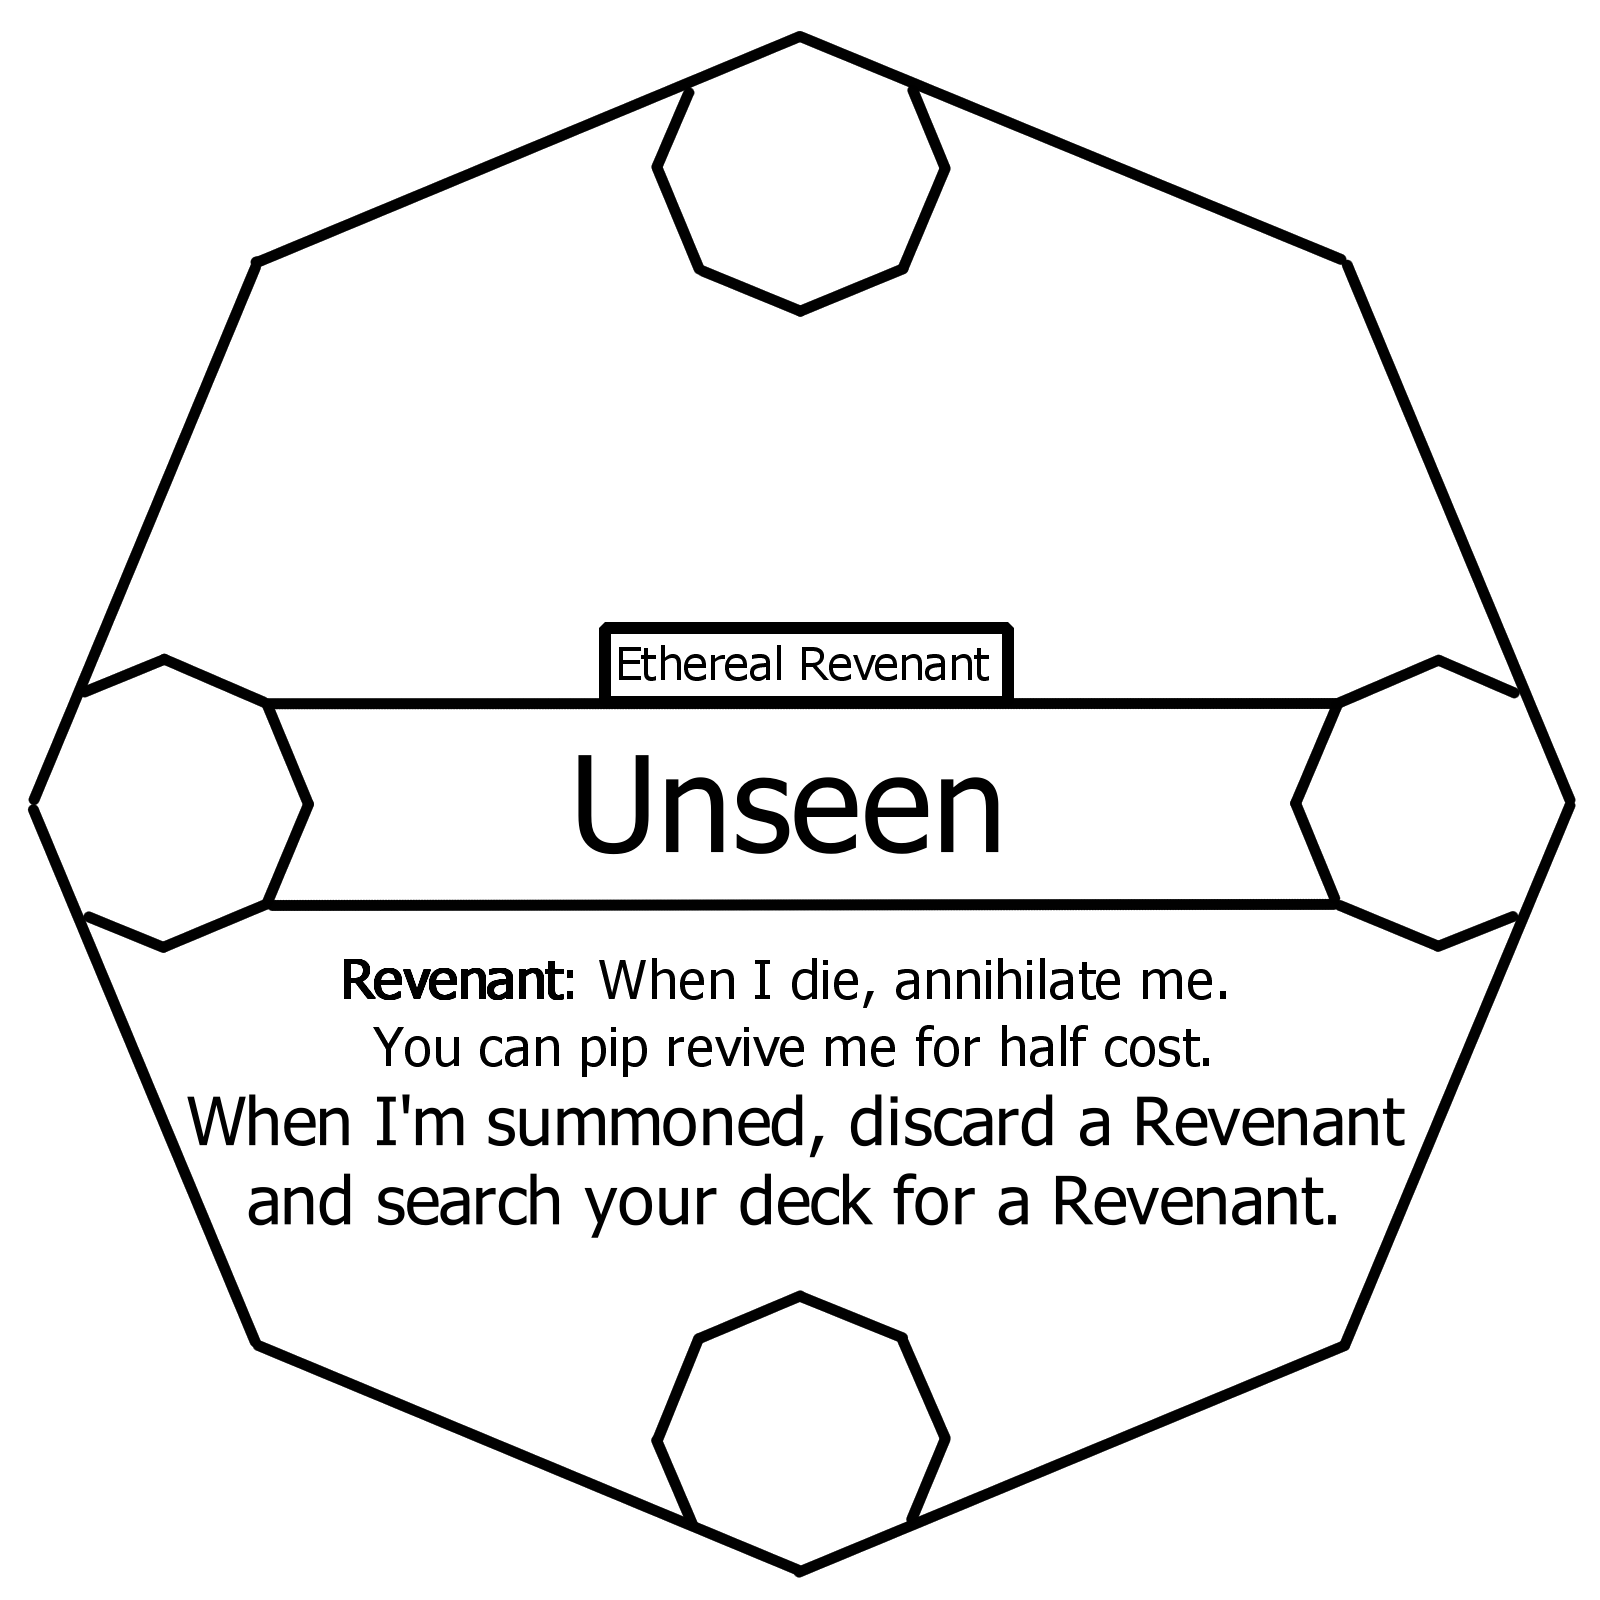 Ethereal Revenant
Unseen
Revenant: When I die, annihilate me.
You can pip revive me for half cost.
When I'm summoned, discard a Revenant
and search your deck for a Revenant.